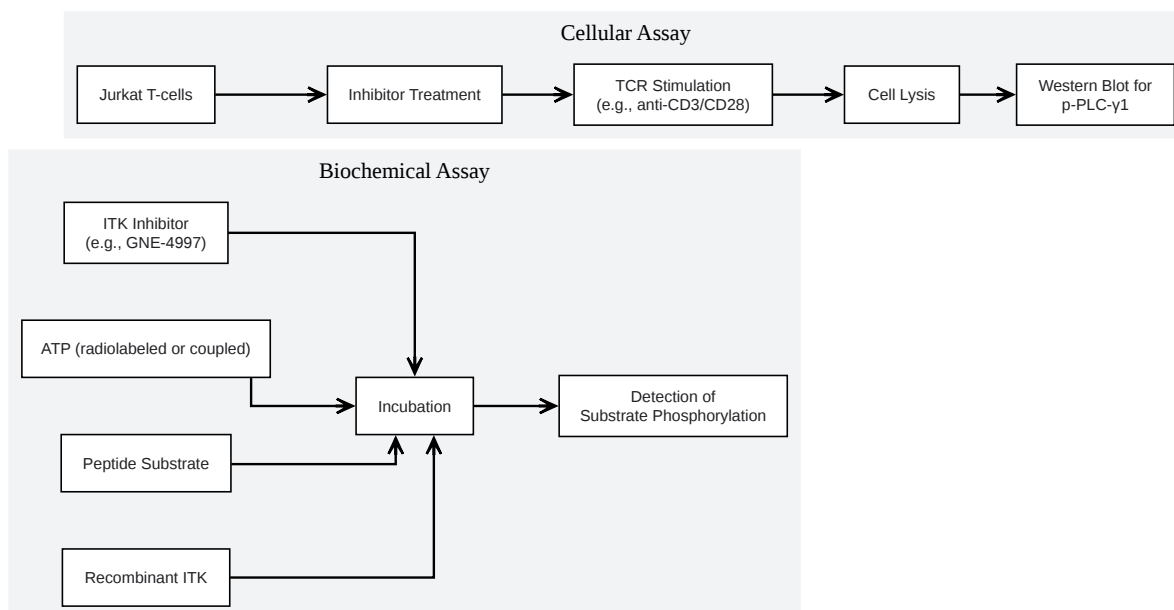 Cellular Assay
Jurkat T-cells
Inhibitor Treatment
TCR Stimulation
(e.g., anti-CD3/CD28)
Cell Lysis
Western Blot for
p-PLC-γ1
Biochemical Assay
ITK Inhibitor
(e.g., GNE-4997)
ATP (radiolabeled or coupled)
Incubation
Detection of
Substrate Phosphorylation
Peptide Substrate
Recombinant ITK